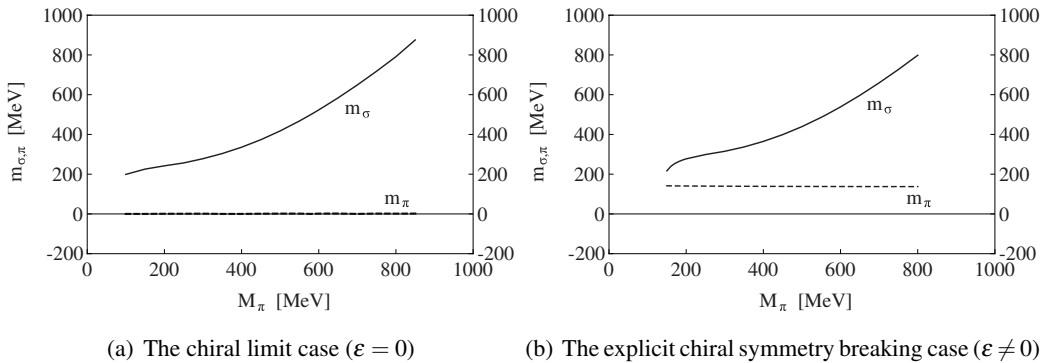 1000
800
600
400
200
0
-200
m_{σ,π} [MeV]
1000
800
600
400
200
0
-200
0 200 400 600 800 1000
M_π [MeV]
m_σ
m_π
(a) The chiral limit case (ε = 0)
1000
800
600
400
200
0
-200
m_{σ,π} [MeV]
1000
800
600
400
200
0
-200
0 200 400 600 800 1000
M_π [MeV]
m_σ
m_π
(b) The explicit chiral symmetry breaking case (ε ≠ 0)